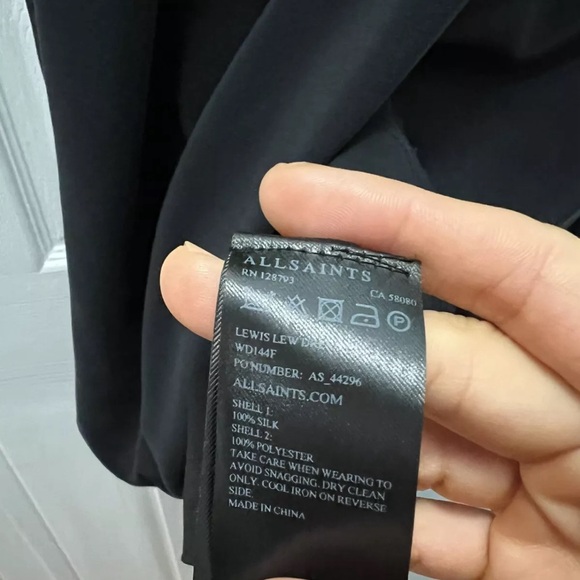 ALLSAINTS
RN 128793 CA 58080
P
LEWIS LEW
WD144F
PO NUMBER: AS_44296
ALLSAINTS.COM
SHELL 1:
100% SILK
SHELL 2:
100% POLYESTER
TAKE CARE WHEN WEARING TO
AVOID SNAGGING. DRY CLEAN
ONLY. COOL IRON ON REVERSE
SIDE.
MADE IN CHINA